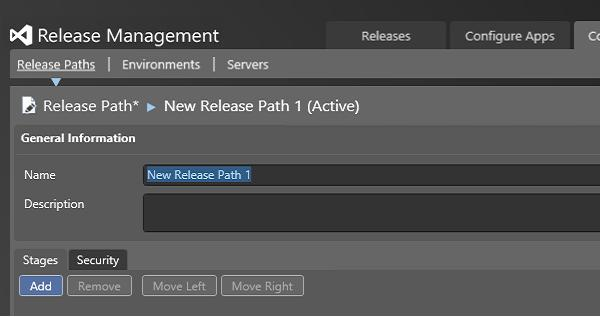 Release Management
Releases
Configure Apps
Co
Release Paths | Environments | Servers
Release Path* ▶ New Release Path 1 (Active)
General Information
Name
New Release Path 1
Description
Stages
Security
Add
Remove
Move Left
Move Right